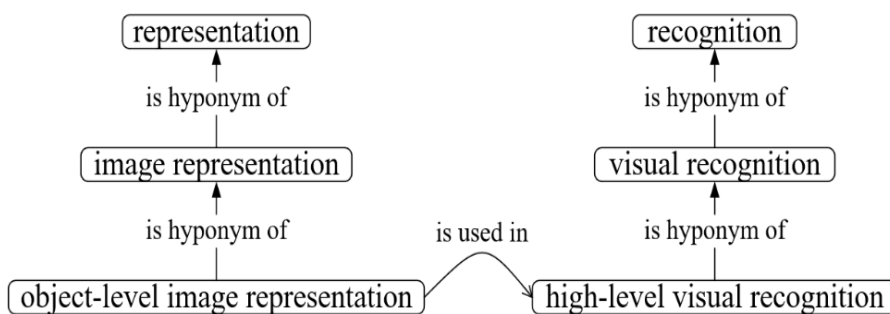 representation
recognition
is hyponym of
is hyponym of
image representation
visual recognition
is hyponym of
is used in
is hyponym of
object-level image representation
high-level visual recognition